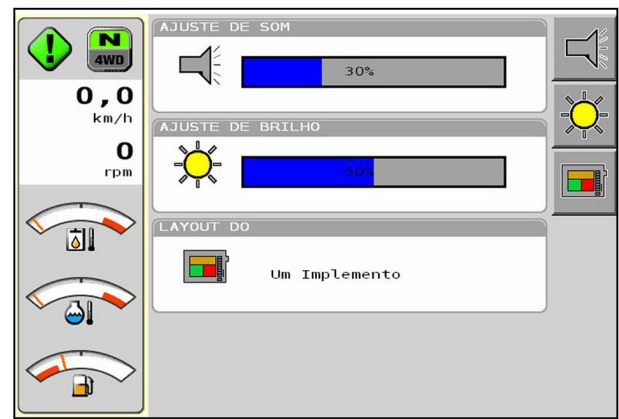 AJUSTE DE SOM
N
4WD
30%
0,0
km/h
AJUSTE DE BRILHO
0
rpm
50%
LAYOUT DO
Um Implemento